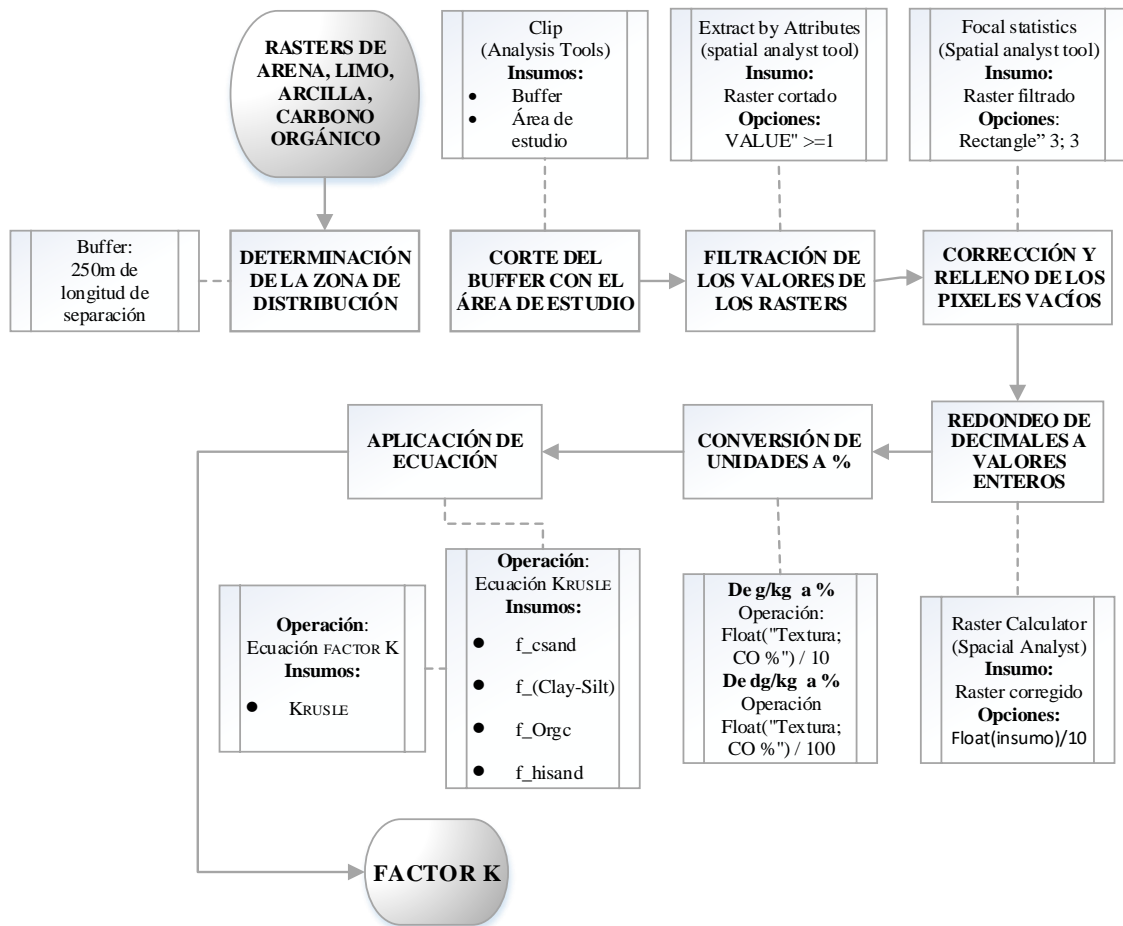 RASTERS DE
ARENA, LIMO,
ARCILLA,
CARBONO
ORGÁNICO
Clip
(Analysis Tools)
Insumos:
• Buffer
• Área de
estudio
Extract by Attributes
(spatial analyst tool)
Insumo:
Raster cortado
Opciones:
VALUE" >=1
Focal statistics
(Spatial analyst tool)
Insumo:
Raster filtrado
Opciones:
Rectangle” 3; 3
Buffer:
250m de
longitud de
separación
DETERMINACIÓN
DE LA ZONA DE
DISTRIBUCIÓN
CORTE DEL
BUFFER CON EL
ÁREA DE ESTUDIO
FILTRACIÓN DE
LOS VALORES DE
LOS RASTERS
CORRECCIÓN Y
RELLENO DE LOS
PIXELES VACÍOS
APLICACIÓN DE
ECUACIÓN
CONVERSIÓN DE
UNIDADES A %
REDONDEO DE
DECIMALES A
VALORES
ENTEROS
Operación:
Ecuación FACTOR K
Insumos:
• KRUSLE
Operación:
Ecuación KRUSLE
Insumos:
• f_csand
• f_(Clay-Silt)
• f_Orgc
• f_hisand
De g/kg a %
Operación:
Float("Textura;
CO %") / 10
De dg/kg a %
Operación
Float("Textura;
CO %") / 100
Raster Calculator
(Spacial Analyst)
Insumo:
Raster corregido
Opciones:
Float(insumo)/10
FACTOR K